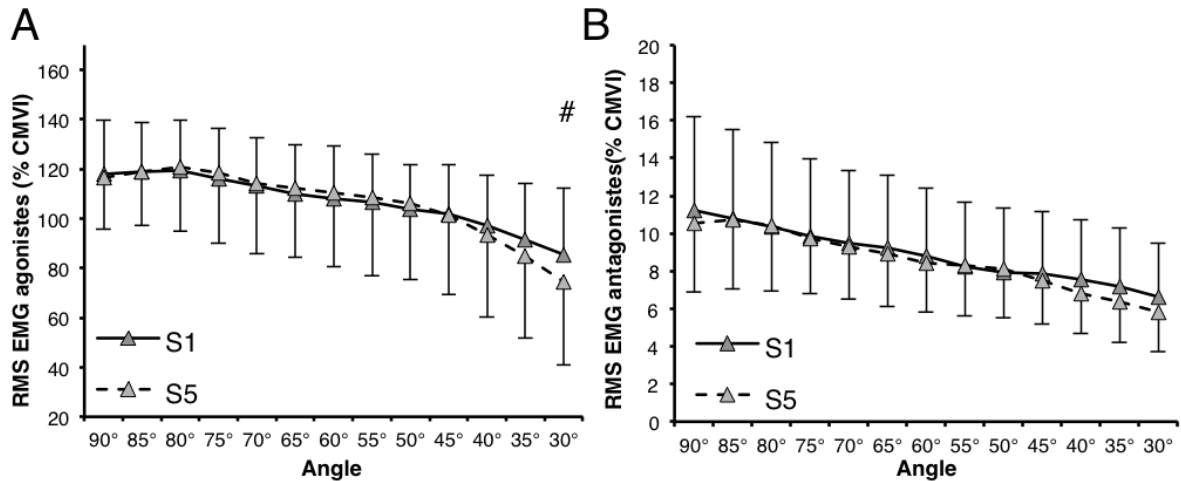 A
RMS EMG agonistes (% CMVI)
160
140
120
100
80
60
40
20
#
S1
S5
90° 85° 80° 75° 70° 65° 60° 55° 50° 45° 40° 35° 30°
Angle
B
RMS EMG antagonistes(% CMVI)
20
18
16
14
12
10
8
6
4
2
0
S1
S5
90° 85° 80° 75° 70° 65° 60° 55° 50° 45° 40° 35° 30°
Angle